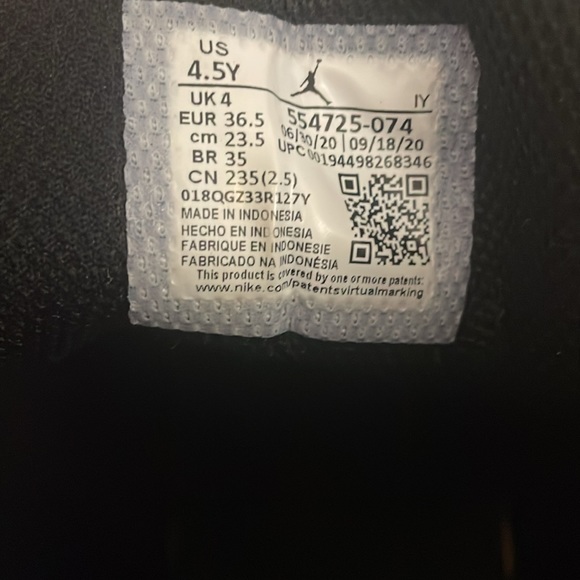 US
4.5Y
IY
UK 4
EUR 36.5
cm 23.5
BR 35
CN 235(2.5)
554725-074
06/30/20 | 09/18/20
UPC 00194498268346
018QGZ33R127Y
MADE IN INDONESIA
HECHO EN INDONESIA
FABRIQUE EN INDONESIE
FABRICADO NA INDONÉSIA
This product is covered by one or more patents:
www.nike.com/patentsvirtualmarking